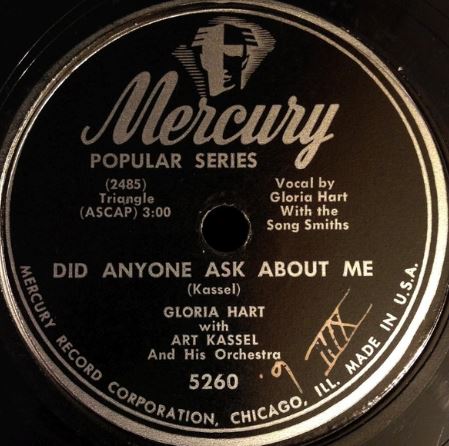 Mercury
POPULAR SERIES
(2485)
Triangle
(ASCAP) 3:00
Vocal by
Gloria Hart
With the
Song Smiths
DID ANYONE ASK ABOUT ME
(Kassel)
GLORIA HART
with
ART KASSEL
And His Orchestra
5260
MERCURY RECORD CORPORATION, CHICAGO, ILL. MADE IN U.S.A.